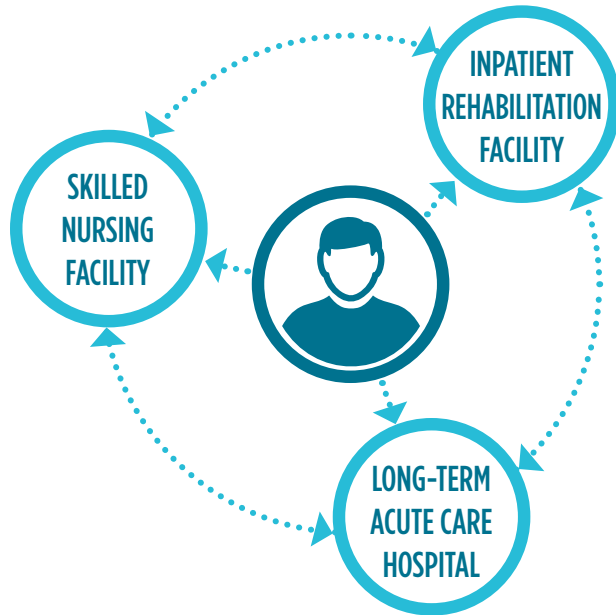 INPATIENT
REHABILITATION
FACILITY
SKILLED
NURSING
FACILITY
LONG-TERM
ACUTE CARE
HOSPITAL